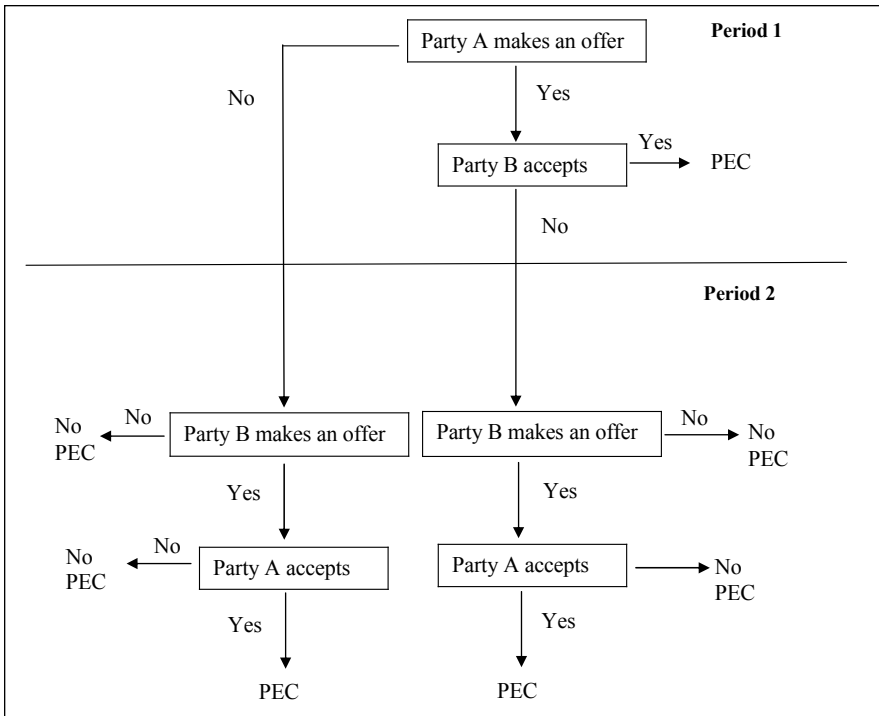 Party A makes an offer
Period 1
No
Yes
Party B accepts
Yes
PEC
No
Period 2
No
PEC
No
Party B makes an offer
Party B makes an offer
No
No
PEC
Yes
Yes
No
PEC
No
Party A accepts
Party A accepts
No
PEC
Yes
Yes
PEC
PEC